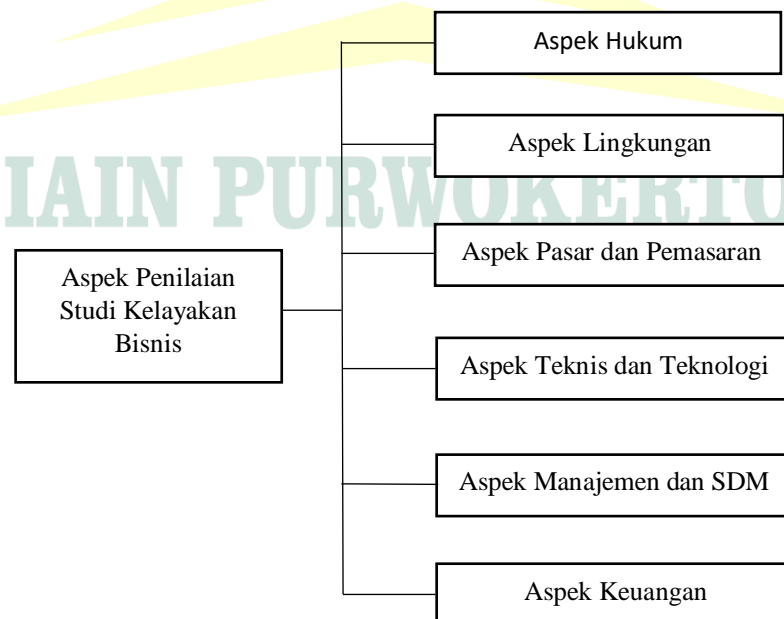 Aspek Hukum
Aspek Lingkungan
IAIN PURWOKERTO
Aspek Pasar dan Pemasaran
Aspek Penilaian
Studi Kelayakan
Bisnis
Aspek Teknis dan Teknologi
Aspek Manajemen dan SDM
Aspek Keuangan